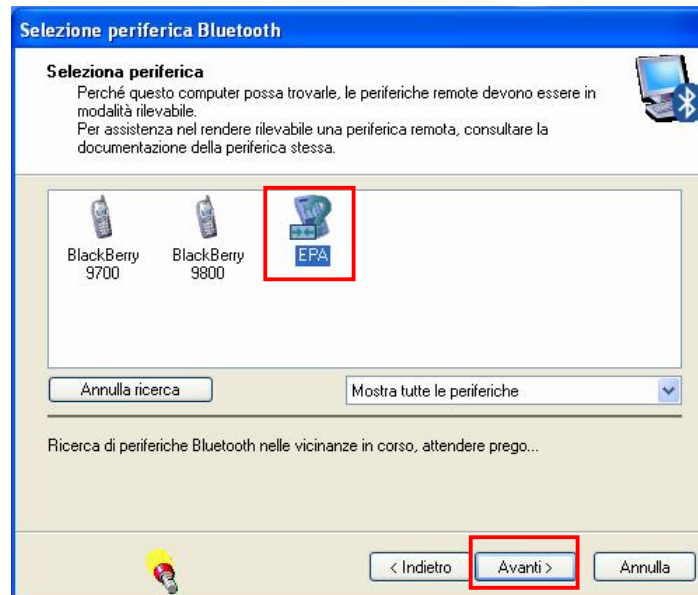 Selezione periferica Bluetooth
Seleziona periferica
Perché questo computer possa trovarle, le periferiche remote devono essere in
modalità rilevabile.
Per assistenza nel rendere rilevabile una periferica remota, consultare la
documentazione della periferica stessa.
BlackBerry
9700
BlackBerry
9800
EPA
Annulla ricerca
Mostra tutte le periferiche
Ricerca di periferiche Bluetooth nelle vicinanze in corso, attendere prego...
< Indietro
Avanti >
Annulla